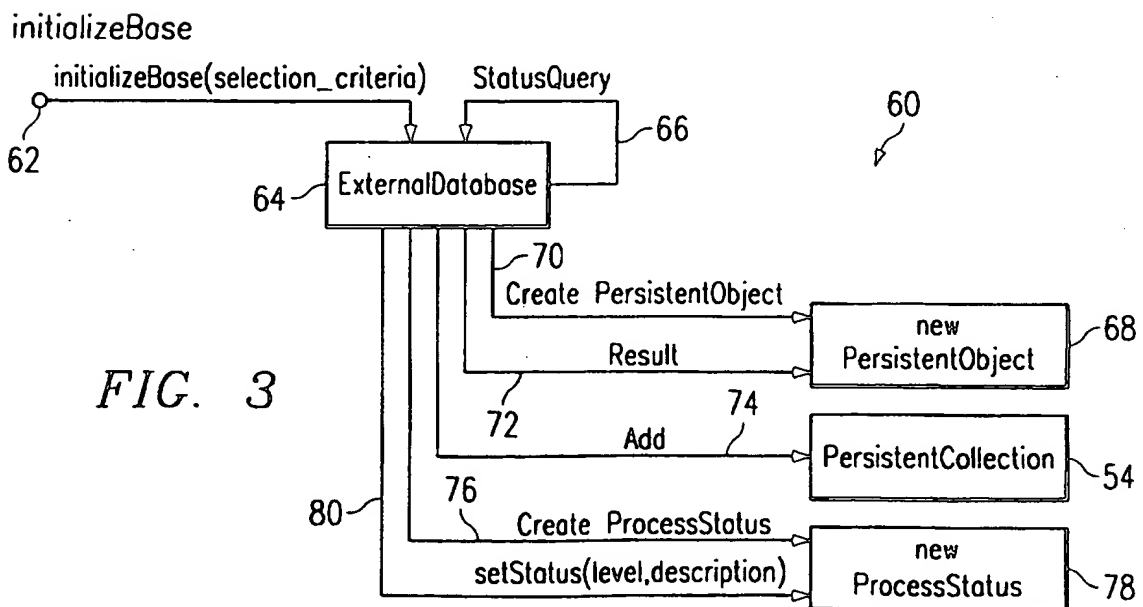 initializeBase
initializeBase(selection_criteria)
StatusQuery
62
66
60
64
ExternalDatabase
70
Create PersistentObject
new
PersistentObject
68
Result
72
FIG. 3
Add
74
PersistentCollection
54
80
76
Create ProcessStatus
setStatus(level,description)
new
ProcessStatus
78